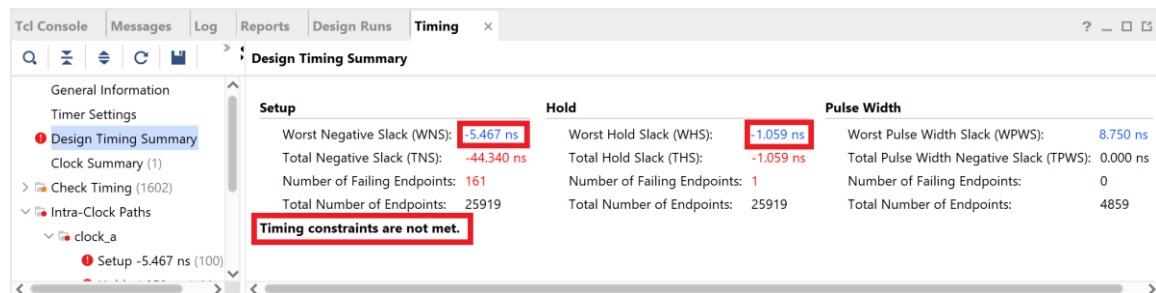 Tcl Console Messages Log Reports Design Runs Timing × ? _
Design Timing Summary
General Information
Timer Settings
Design Timing Summary
Clock Summary (1)
Check Timing (1602)
Intra-Clock Paths
clock_a
Setup -5.467 ns (100)
Setup
Worst Negative Slack (WNS): -5.467 ns
Total Negative Slack (TNS): -44.340 ns
Number of Failing Endpoints: 161
Total Number of Endpoints: 25919
Timing constraints are not met.
Hold
Worst Hold Slack (WHS): -1.059 ns
Total Hold Slack (THS): -1.059 ns
Number of Failing Endpoints: 1
Total Number of Endpoints: 25919
Pulse Width
Worst Pulse Width Slack (WPWS): 8.750 ns
Total Pulse Width Negative Slack (TPWS): 0.000 ns
Number of Failing Endpoints: 0
Total Number of Endpoints: 4859